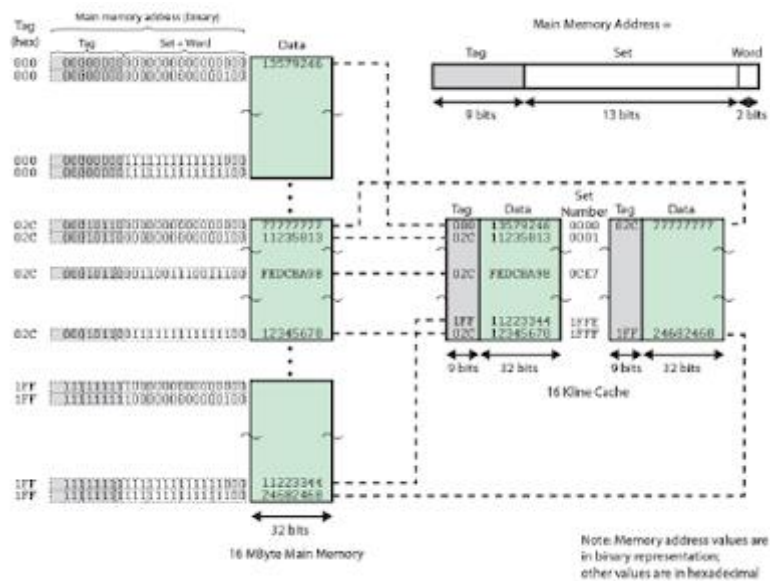 Tag
(hex)
Main memory address (binary)
Tag
Set + Word
Data
000
000
13579246
000
000
02C
02C
77777777
11235813
02C
FEDCBA98
02C
12345678
1FF
1FF
1FF
1FF
11223344
24682468
32 bits
16 MByte Main Memory
Main Memory Address =
Tag
Set
Word
9 bits
13 bits
2 bits
Tag
Data
Set
Number
Tag
Data
000
13579246
0000
02C
77777777
02C
11235813
0001
02C
FEDCBA98
0CE7
1FF
11223344
1FFE
02C
12345678
1FFF
1FF
24682468
9 bits
32 bits
9 bits
32 bits
16 Kline Cache
Note: Memory address values are
in binary representation;
other values are in hexadecimal